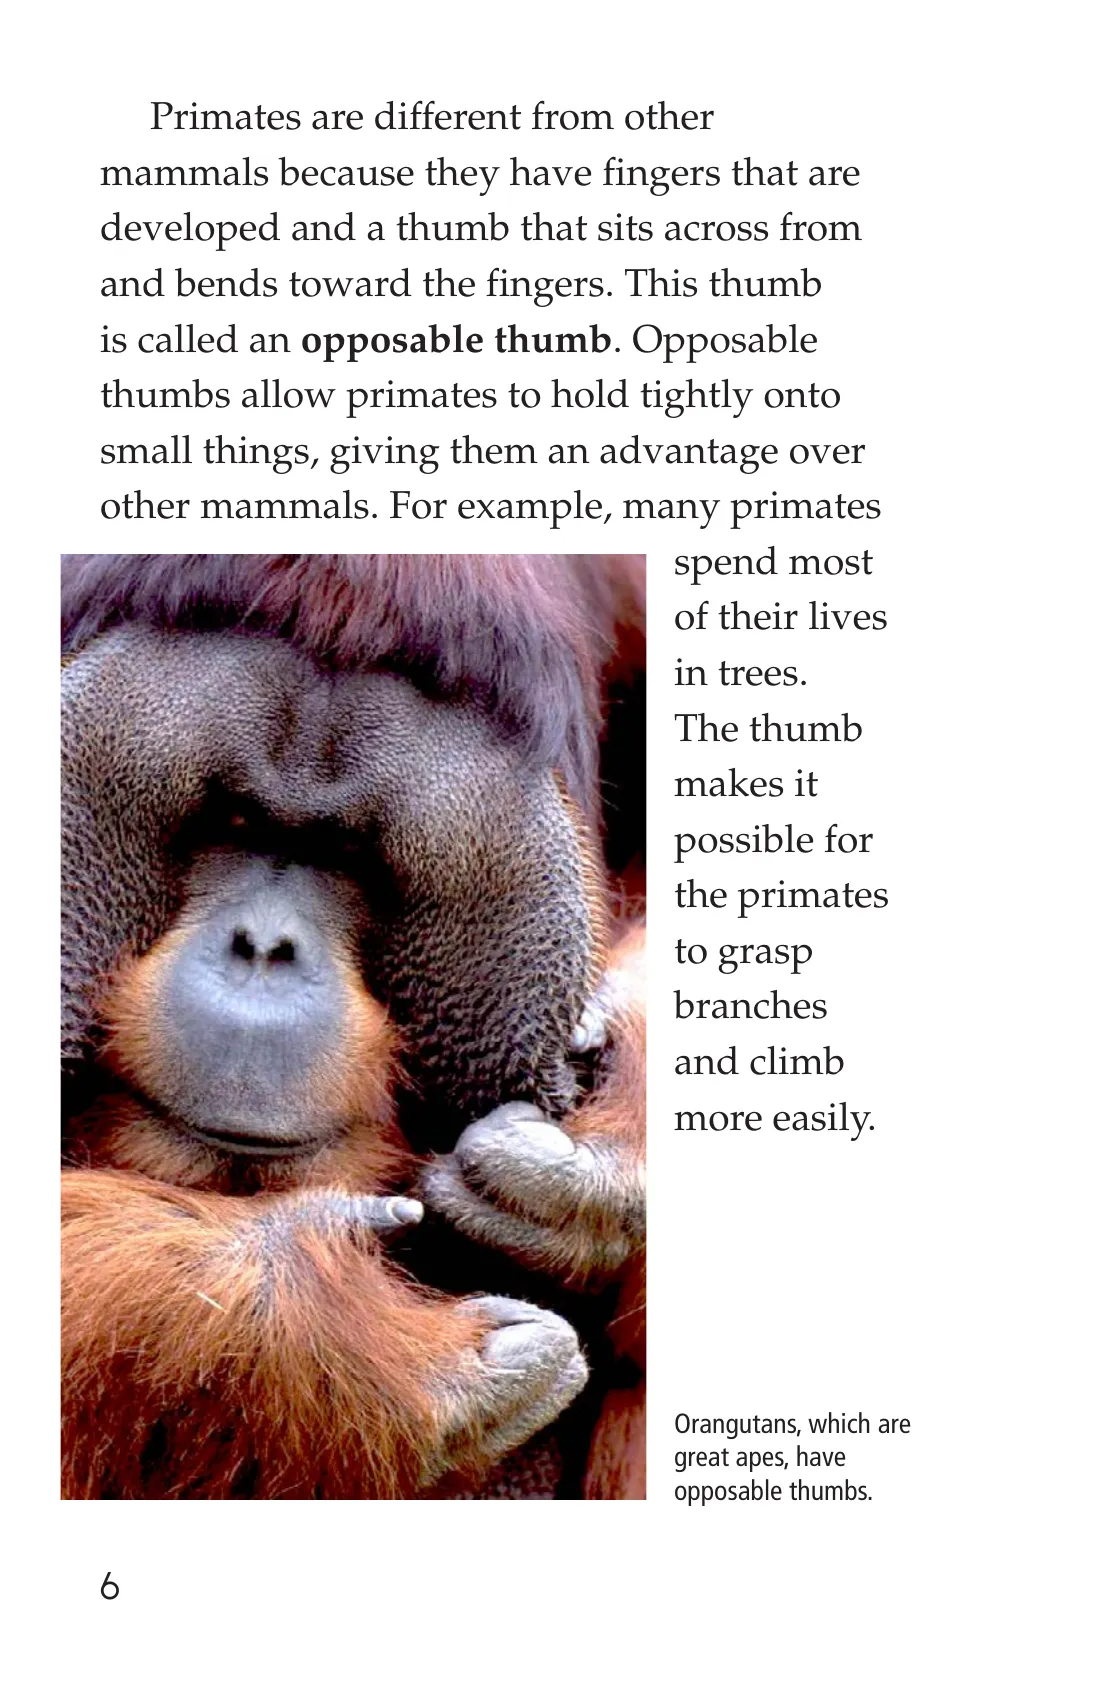 Primates are different from other
mammals because they have fingers that are
developed and a thumb that sits across from
and bends toward the fingers. This thumb
is called an opposable thumb. Opposable
thumbs allow primates to hold tightly onto
small things, giving them an advantage over
other mammals. For example, many primates
spend most
of their lives
in trees.
The thumb
makes it
possible for
the primates
to grasp
branches
and climb
more easily.
Orangutans, which are
great apes, have
opposable thumbs.
6